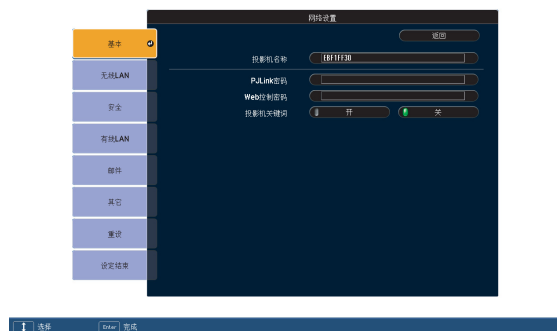 网络设置
返回
基本
投影机名称 EBF1FF3D
无线LAN
PJLink密码
Web控制密码
安全
投影机关键词 开 关
有线LAN
邮件
其它
重设
设定结束
选择 Enter 完成